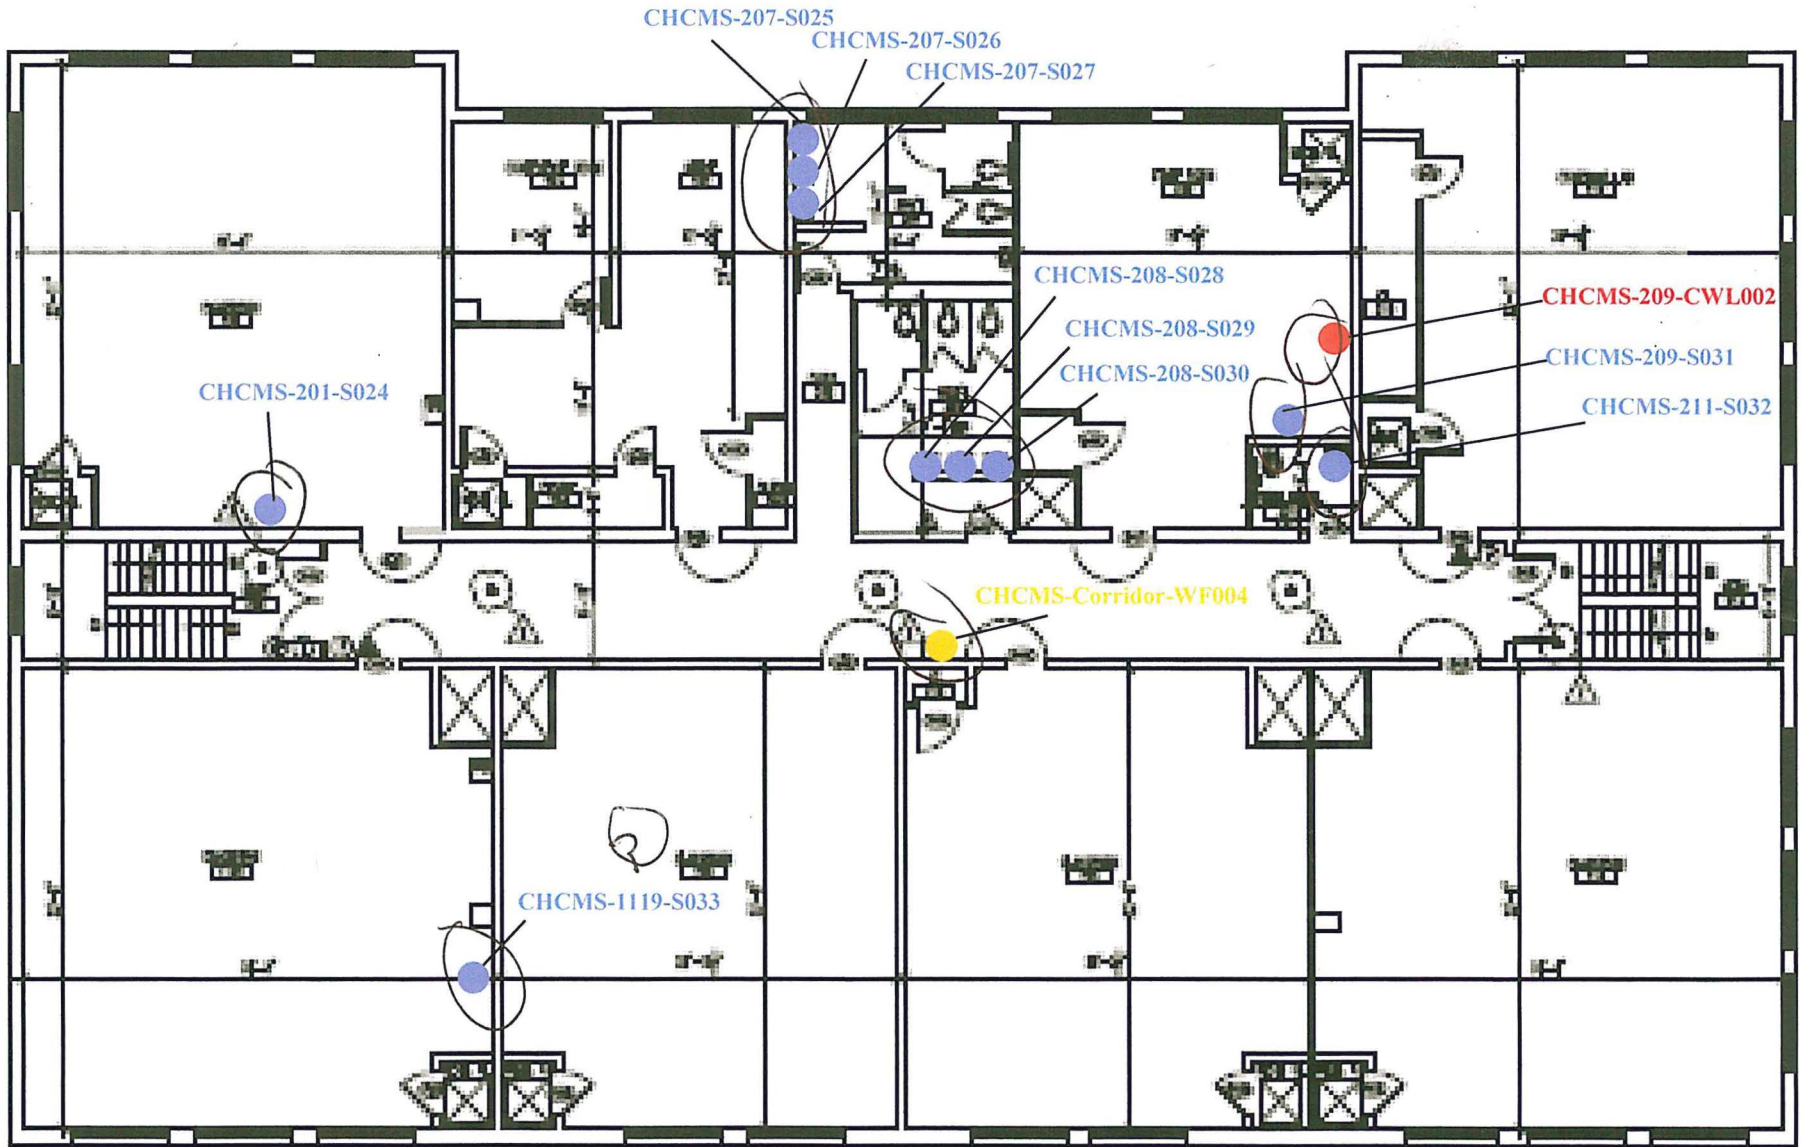 CHCMS-207-S025
CHCMS-207-S026
CHCMS-207-S027
CHCMS-208-S028
CHCMS-209-CWL002
CHCMS-208-S029
CHCMS-209-S031
CHCMS-208-S030
CHCMS-201-S024
CHCMS-211-S032
CHCMS-Corridor-WF004
CHCMS-1119-S033